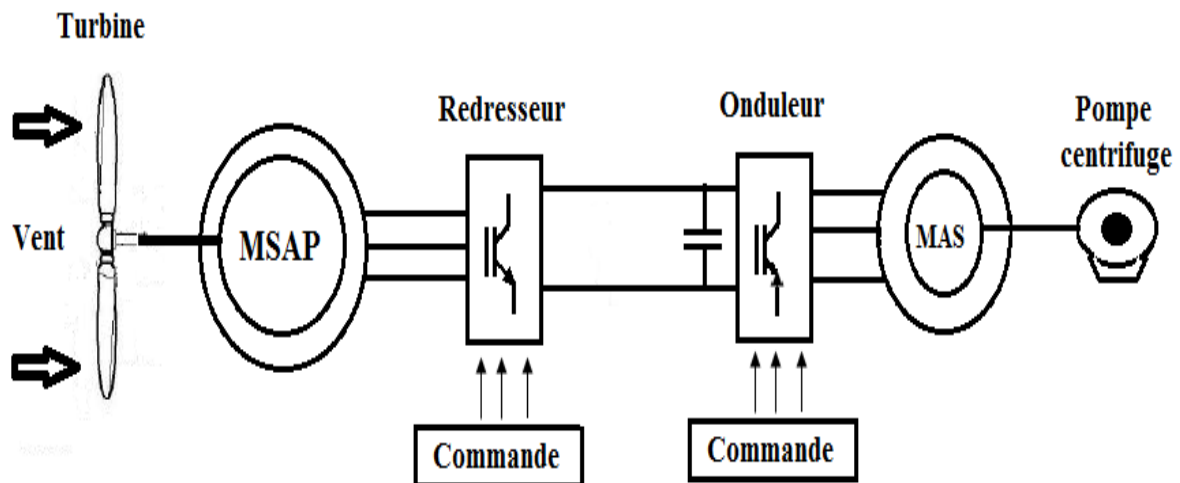 Turbine
Vent
MSAP
Redresseur
Commande
Onduleur
Commande
MAS
Pompe
centrifuge